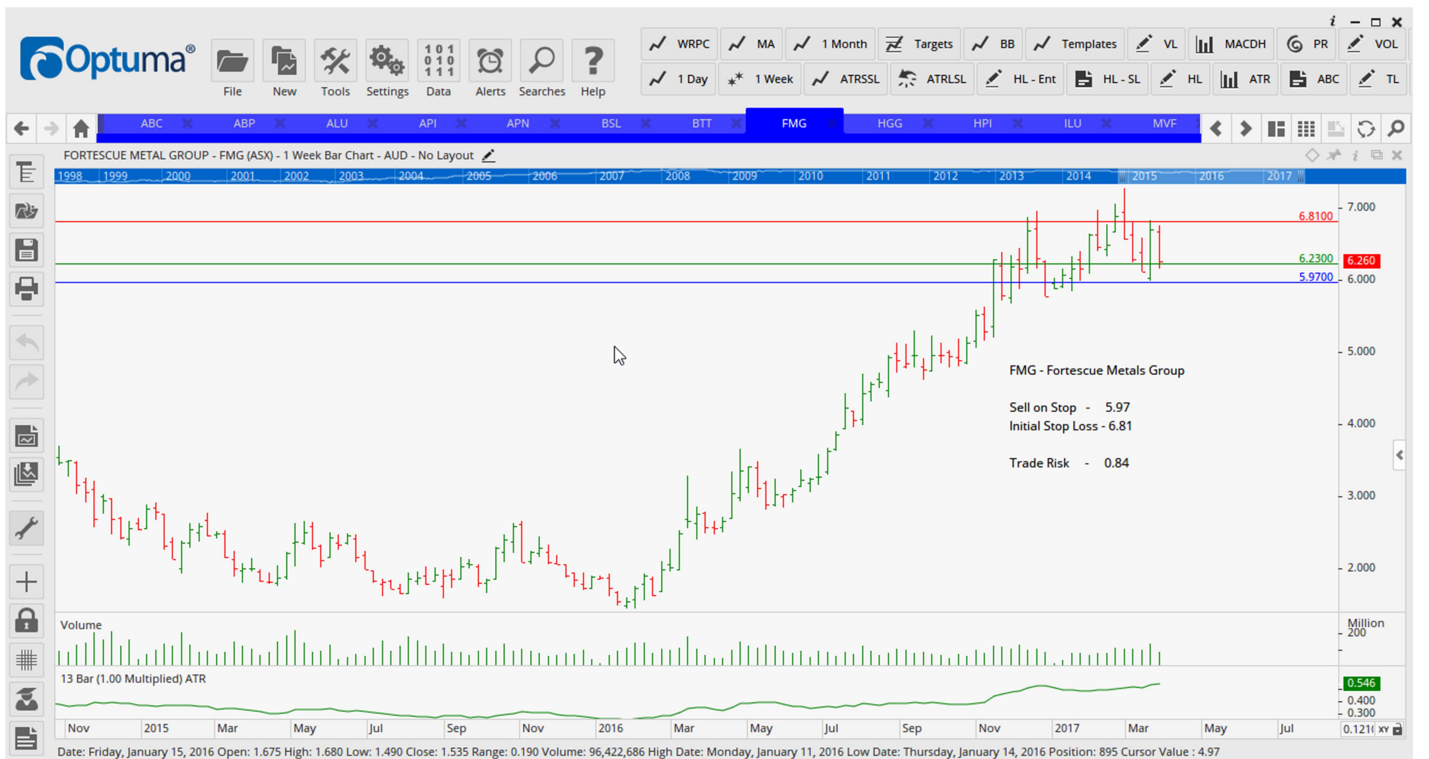 Optuma®
File New Tools Settings Data Alerts Searches Help
101
010
111
WRPC MA 1 Month Targets BB Templates VL MACDH PR VOL
1 Day 1 Week ATRSSL ATRLSL HL - Ent HL - SL HL ATR ABC TL
ABC ABP ALU API APN BSL BTT FMG HGG HPI ILU MVF
FORTESCUE METAL GROUP - FMG (ASX) - 1 Week Bar Chart - AUD - No Layout
1998 1999 2000 2001 2002 2003 2004 2005 2006 2007 2008 2009 2010 2011 2012 2013 2014 2015 2016 2017
7.000
6.8100
6.2300
6.260
5.9700
6.000
5.000
FMG - Fortescue Metals Group
Sell on Stop - 5.97
Initial Stop Loss - 6.81
4.000
Trade Risk - 0.84
3.000
2.000
Volume
Million
200
13 Bar (1.00 Multiplied) ATR
0.546
0.400
0.300
Nov 2015 Mar May Jul Sep Nov 2016 Mar May Jul Sep Nov 2017 Mar May Jul
XY
Date: Friday, January 15, 2016 Open: 1.675 High: 1.680 Low: 1.490 Close: 1.535 Range: 0.190 Volume: 96,422,686 High Date: Monday, January 11, 2016 Low Date: Thursday, January 14, 2016 Position: 895 Cursor Value : 4.97